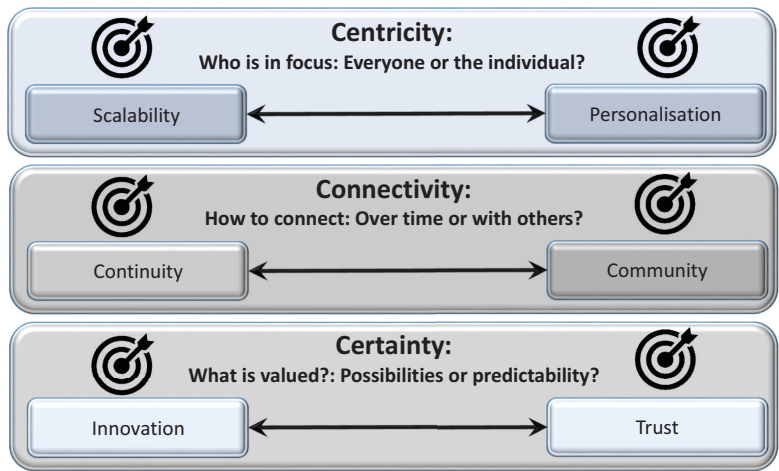 Centricity:
Who is in focus: Everyone or the individual?
Scalability
Personalisation
Connectivity:
How to connect: Over time or with others?
Continuity
Community
Certainty:
What is valued?: Possibilities or predictability?
Innovation
Trust